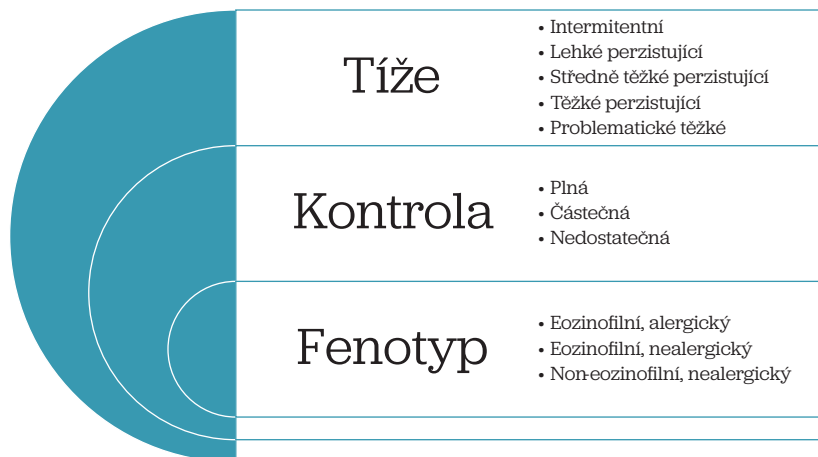 Tíže
• Intermitentní
• Lehké perzistující
• Středně těžké perzistující
• Těžké perzistující
• Problematické těžké
Kontrola
• Plná
• Částečná
• Nedostatečná
Fenotyp
• Eozinofilní, alergický
• Eozinofilní, nealergický
• Non-eozinofilní, nealergický